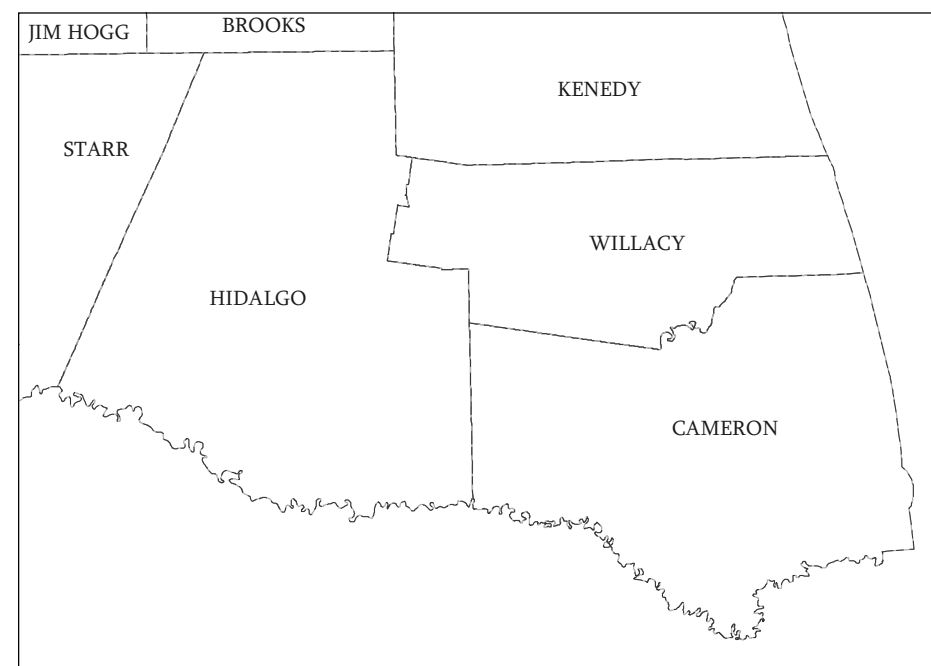 JIM HOGG
BROOKS
KENEDY
STARR
WILLACY
HIDALGO
CAMERON